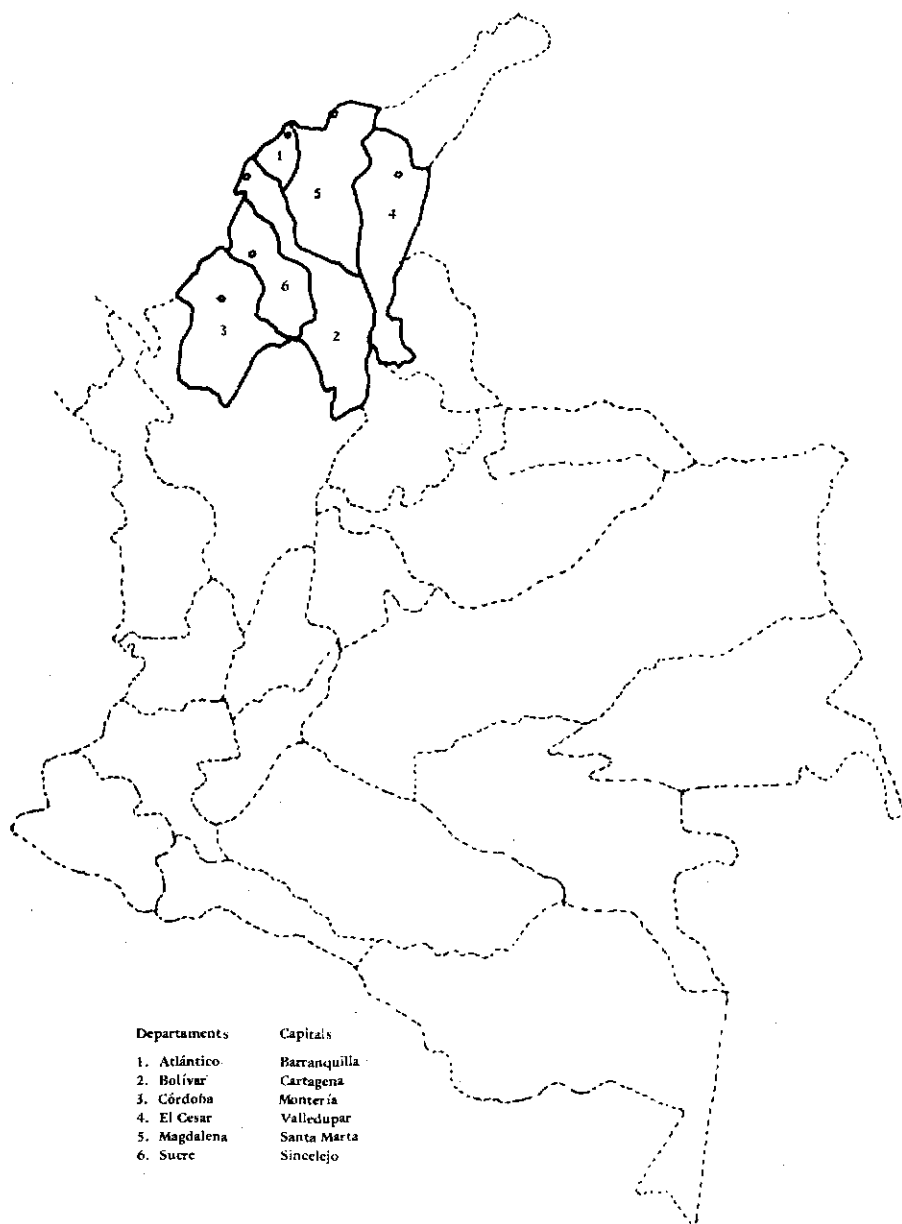 1
5
4
6
3
2
Departaments Capitals
1. Atlántico Barranquilla
2. Bolívar Cartagena
3. Córdoba Montería
4. El Cesar Valledupar
5. Magdalena Santa Marta
6. Sucre Sincelejo